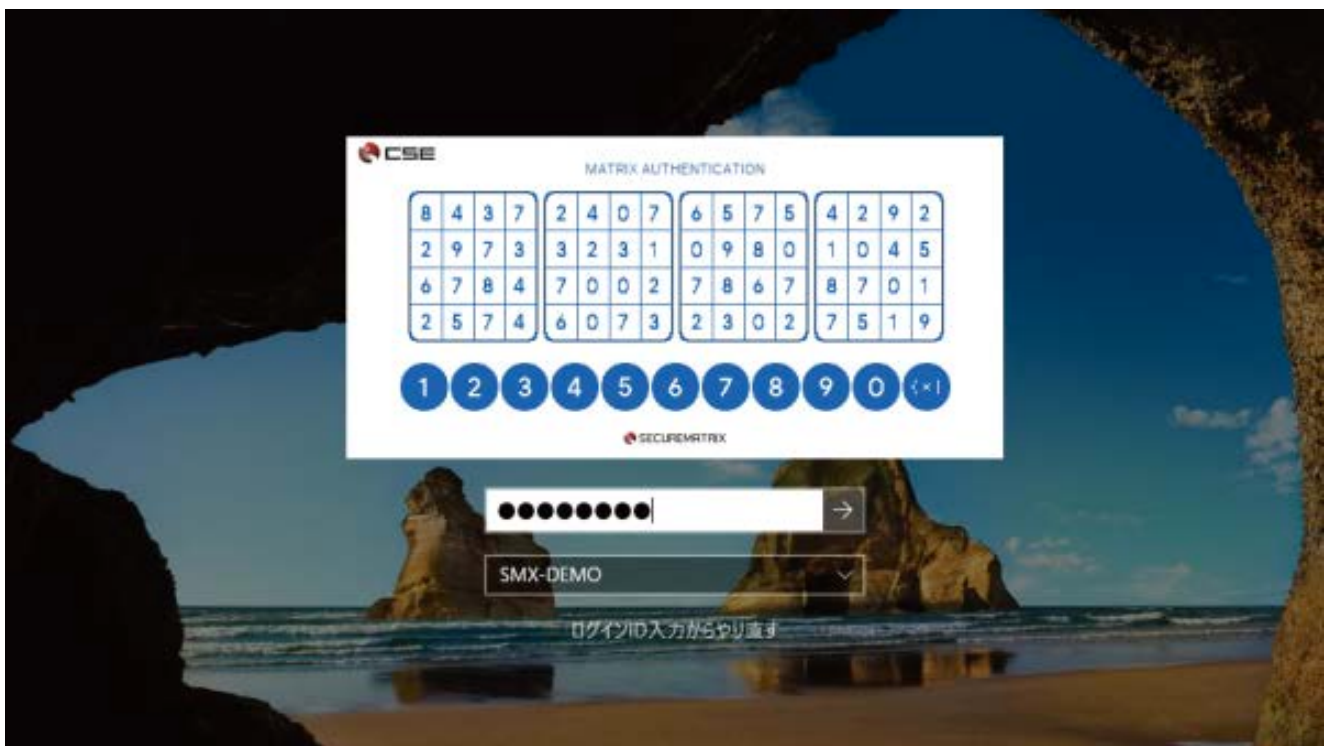 CSE
MATRIX AUTHENTICATION
8 4 3 7 2 4 0 7 6 5 7 5 4 2 9 2
2 9 7 3 3 2 3 1 0 9 8 0 1 0 4 5
6 7 8 4 7 0 0 2 7 8 6 7 8 7 0 1
2 5 7 4 6 0 7 3 2 3 0 2 7 5 1 9
1 2 3 4 5 6 7 8 9 0
SECUREMATRIX
SMX-DEMO
ログインID入力からやり直す